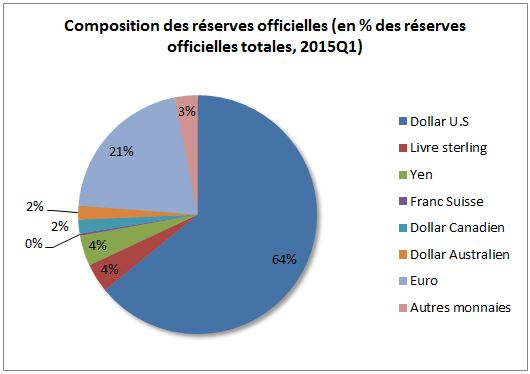 Composition des réserves officielles (en % des réserves
officielles totales, 2015Q1)
3%
21%
2%
2%
0%
4%
4%
64%
Dollar U.S
Livre sterling
Yen
Franc Suisse
Dollar Canadien
Dollar Australien
Euro
Autres monnaies